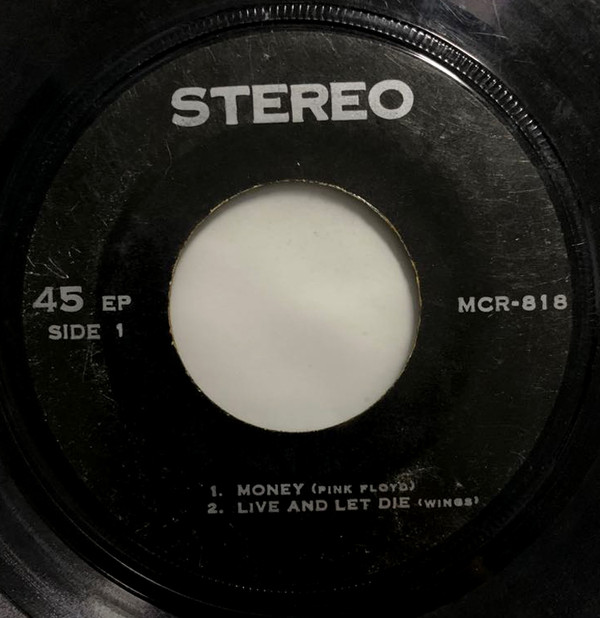 STEREO
45 EP
SIDE 1
MCR-818
1. MONEY (PINK FLOYD)
2. LIVE AND LET DIE (WINGS)